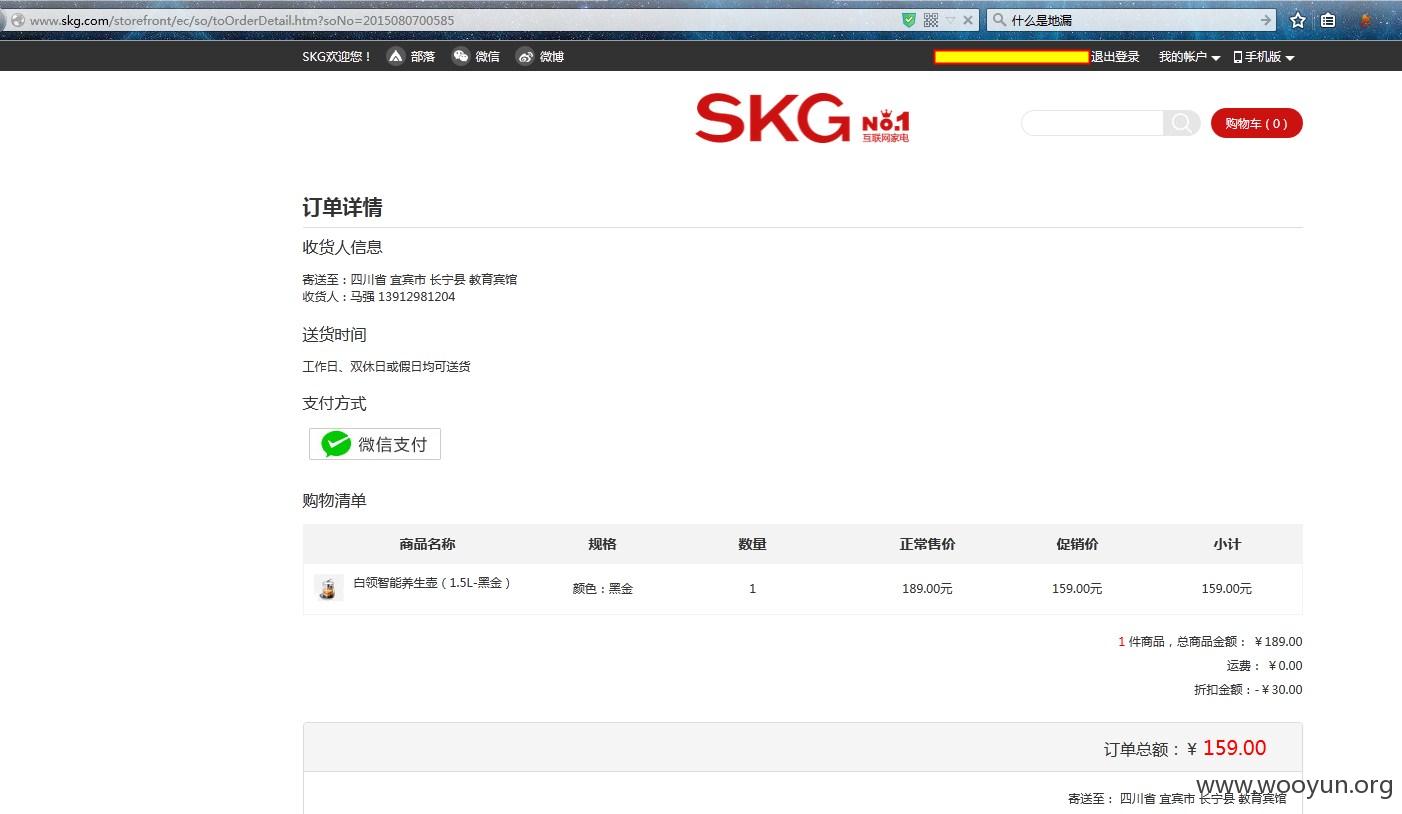 www.skg.com/storefront/ec/so/toOrderDetail.htm?soNo=2015080700585
什么是地漏
SKG欢迎您！ 部落 微信 微博
退出登录 我的帐户 手机版
SKG No.1 互联网家电
购物车 ( 0 )
订单详情
收货人信息
寄送至：四川省 宜宾市 长宁县 教育宾馆
收货人：马强 13912981204
送货时间
工作日、双休日或假日均可送货
支付方式
微信支付
购物清单
商品名称 规格 数量 正常售价 促销价 小计
白领智能养生壶（1.5L-黑金） 颜色：黑金 1 189.00元 159.00元 159.00元
1 件商品，总商品金额： ¥189.00
运费： ¥0.00
折扣金额：- ¥30.00
订单总额：¥ 159.00
www.wooyun.org
寄送至： 四川省 宜宾市 长宁县 教育宾馆